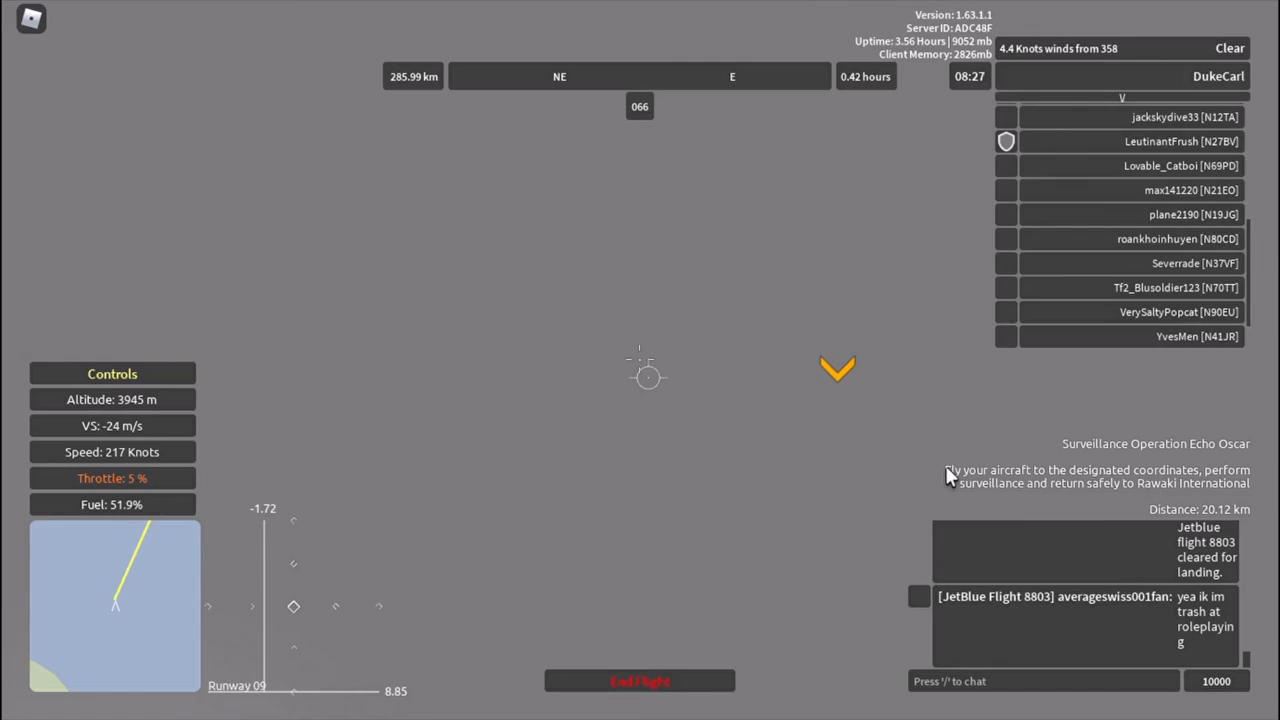 Version: 1.63.1.1
Server ID: ADC48F
Uptime: 3.56 Hours | 9052 mb
Client Memory: 2826mb
4.4 Knots winds from 358 Clear
285.99 km NE E 0.42 hours 08:27 DukeCarl
V
066
jackskydive33 [N12TA]
LeutinantFrush [N27BV]
Lovable_Catboi [N69PD]
max141220 [N21EO]
plane2190 [N19JG]
roankhoinhuyen [N80CD]
Severrade [N37VF]
Tf2_Blusoldier123 [N70TT]
VerySaltyPopcat [N90EU]
YvesMen [N41JR]
Controls
Altitude: 3945 m
VS: -24 m/s
Speed: 217 Knots
Throttle: 5 %
Fuel: 51.9%
-1.72
Runway 09
8.85
End Flight
Surveillance Operation Echo Oscar
Fly your aircraft to the designated coordinates, perform
surveillance and return safely to Rawaki International
Distance: 20.12 km
Jetblue
flight 8803
cleared for
landing.
[JetBlue Flight 8803] averageswiss001fan: yea ik im
trash at
roleplayin
g
Press '/' to chat 10000